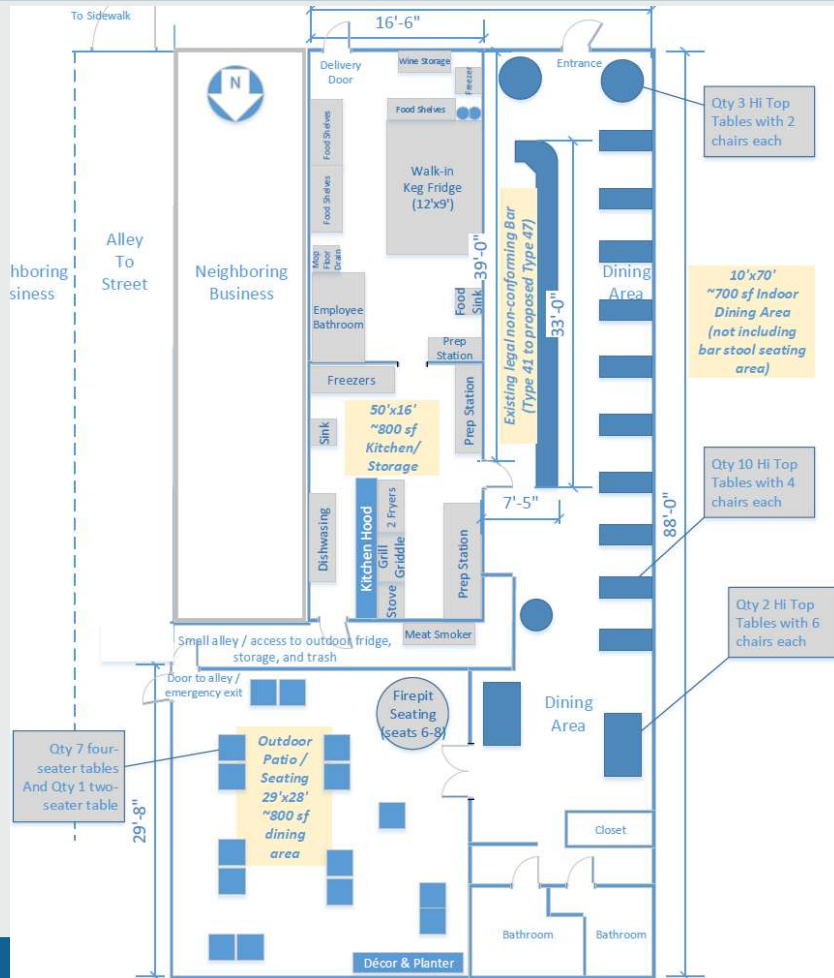 To Sidewalk
16'-6"
N
Delivery
Door
Wine Storage
Freezer
Entrance
Food Shelves
Food Shelves
Food Shelves
Walk-in
Keg Fridge
(12'x9')
Qty 3 Hi Top
Tables with 2
chairs each
hboring
siness
Alley
To
Street
Neighboring
Business
Mop
Floor
Drain
Employee
Bathroom
Food
Sink
Prep
Station
39'-0"
Existing legal non-conforming Bar
(Type 41 to proposed Type 47)
33'-0"
Dining
Area
10'x70'
~700 sf Indoor
Dining Area
(not including
bar stool seating
area)
Freezers
Sink
50'x16'
~800 sf
Kitchen/
Storage
Prep Station
Qty 10 Hi Top
Tables with 4
chairs each
7'-5"
88'-0"
Dishwasing
Kitchen Hood
2 Fryers
Grill
Griddle
Stove
Prep Station
Meat Smoker
Qty 2 Hi Top
Tables with 6
chairs each
Small alley / access to outdoor fridge,
storage, and trash
Door to alley /
emergency exit
Firepit
Seating
(seats 6-8)
Dining
Area
Qty 7 four-
seater tables
And Qty 1 two-
seater table
Outdoor
Patio /
Seating
29'x28'
~800 sf
dining
area
29'-8"
Closet
Bathroom
Bathroom
Décor & Planter